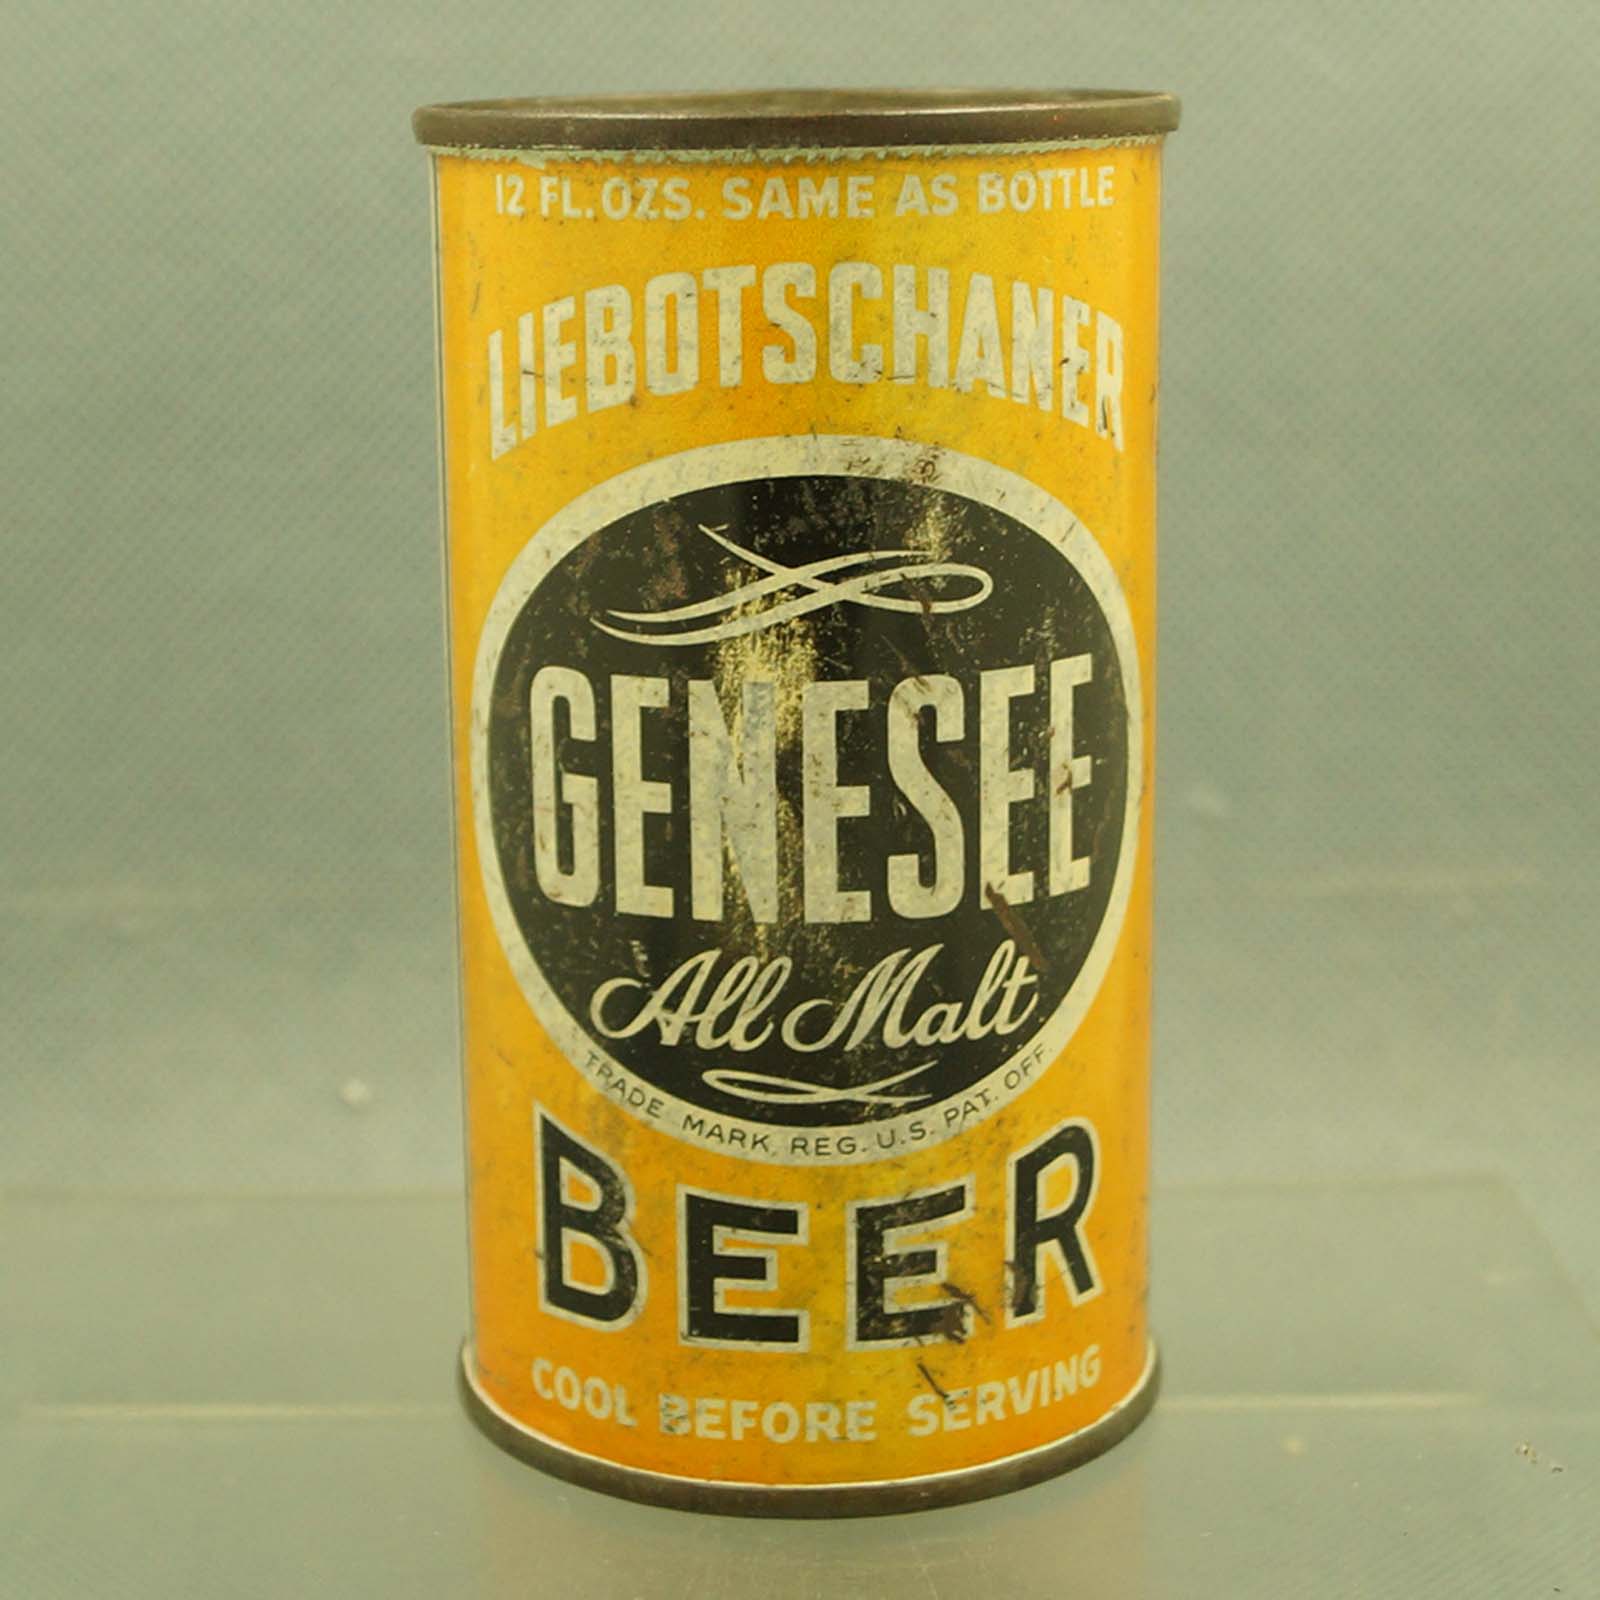 12 FL. OZS. SAME AS BOTTLE
LIEBOTSCHANER
GENESEE
All Malt
TRADE MARK, REG. U.S. PAT. OFF.
BEER
COOL BEFORE SERVING